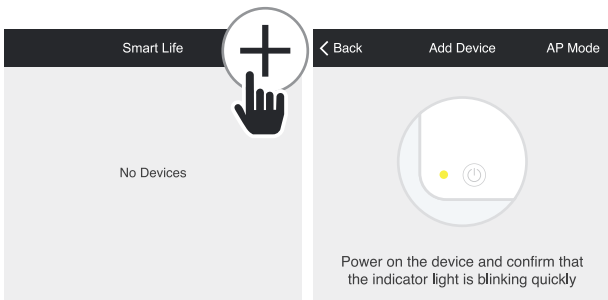 Smart Life
No Devices
Back Add Device AP Mode
Power on the device and confirm that
the indicator light is blinking quickly